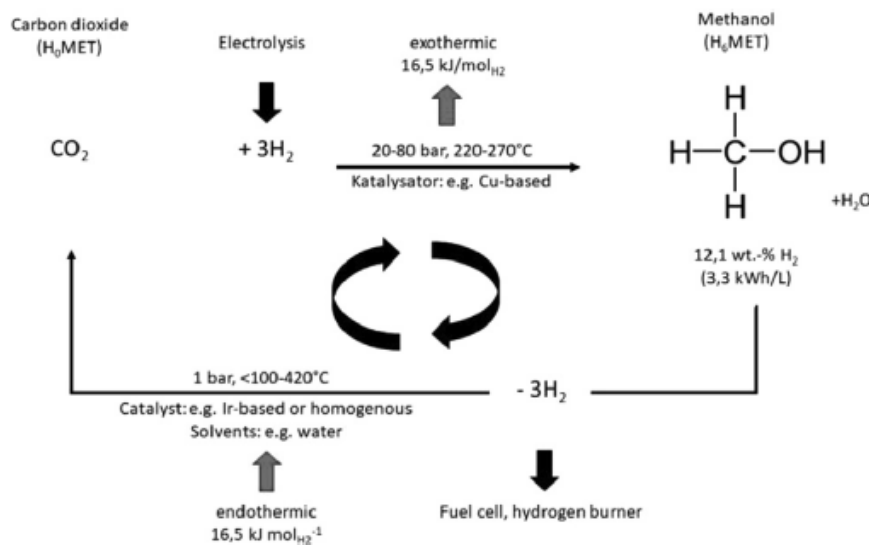 Carbon dioxide
(H₀MET)
Electrolysis
exothermic
16,5 kJ/molH2
Methanol
(H₆MET)
CO₂
+ 3H₂
20-80 bar, 220-270°C
Katalysator: e.g. Cu-based
H
H—C—OH
H
+H₂O
12,1 wt.-% H₂
(3,3 kWh/L)
1 bar, <100-420°C
- 3H₂
Catalyst: e.g. Ir-based or homogenous
Solvents: e.g. water
endothermic
16,5 kJ molH2⁻¹
Fuel cell, hydrogen burner